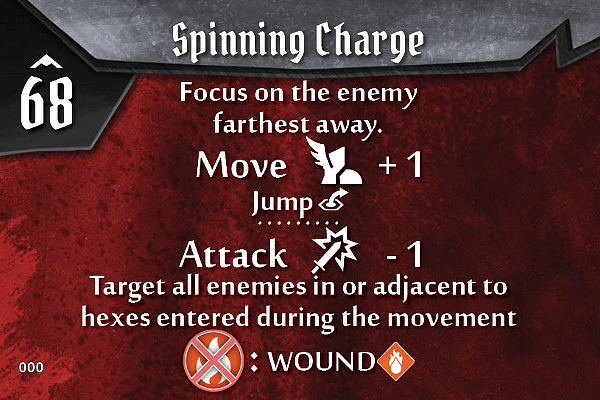 Spinning Charge
68
Focus on the enemy
farthest away.
Move + 1
Jump
Attack - 1
Target all enemies in or adjacent to
hexes entered during the movement
: WOUND
000